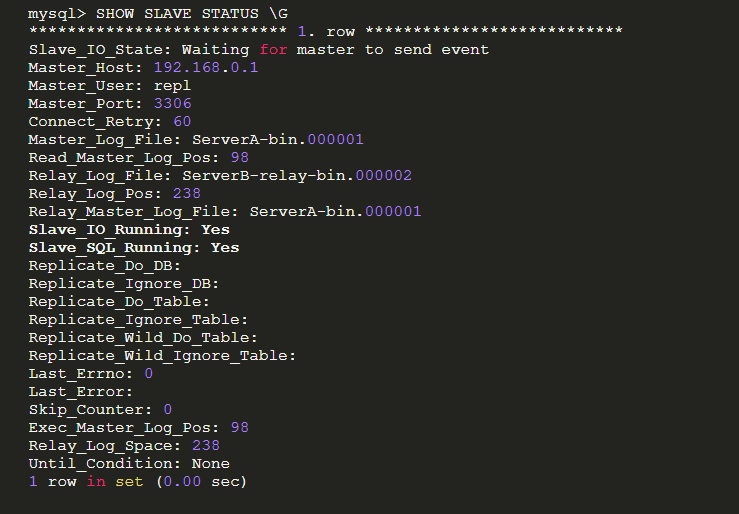 mysql> SHOW SLAVE STATUS \G
*************************** 1. row ***************************
Slave_IO_State: Waiting for master to send event
Master_Host: 192.168.0.1
Master_User: repl
Master_Port: 3306
Connect_Retry: 60
Master_Log_File: ServerA-bin.000001
Read_Master_Log_Pos: 98
Relay_Log_File: ServerB-relay-bin.000002
Relay_Log_Pos: 238
Relay_Master_Log_File: ServerA-bin.000001
Slave_IO_Running: Yes
Slave_SQL_Running: Yes
Replicate_Do_DB:
Replicate_Ignore_DB:
Replicate_Do_Table:
Replicate_Ignore_Table:
Replicate_Wild_Do_Table:
Replicate_Wild_Ignore_Table:
Last_Errno: 0
Last_Error:
Skip_Counter: 0
Exec_Master_Log_Pos: 98
Relay_Log_Space: 238
Until_Condition: None
1 row in set (0.00 sec)